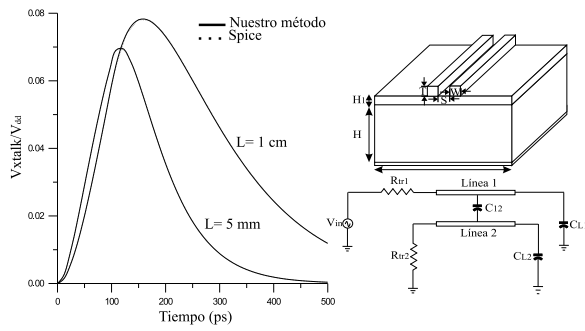 Nuestro método
Spice
Vxtalk/Vdd
0.08
0.06
0.04
0.02
0.00
0
100
200
300
400
500
Tiempo (ps)
L= 1 cm
L= 5 mm
H1
H
T
S
W
Rtr1
Línea 1
C12
Vin
CL1
Línea 2
Rtr2
CL2